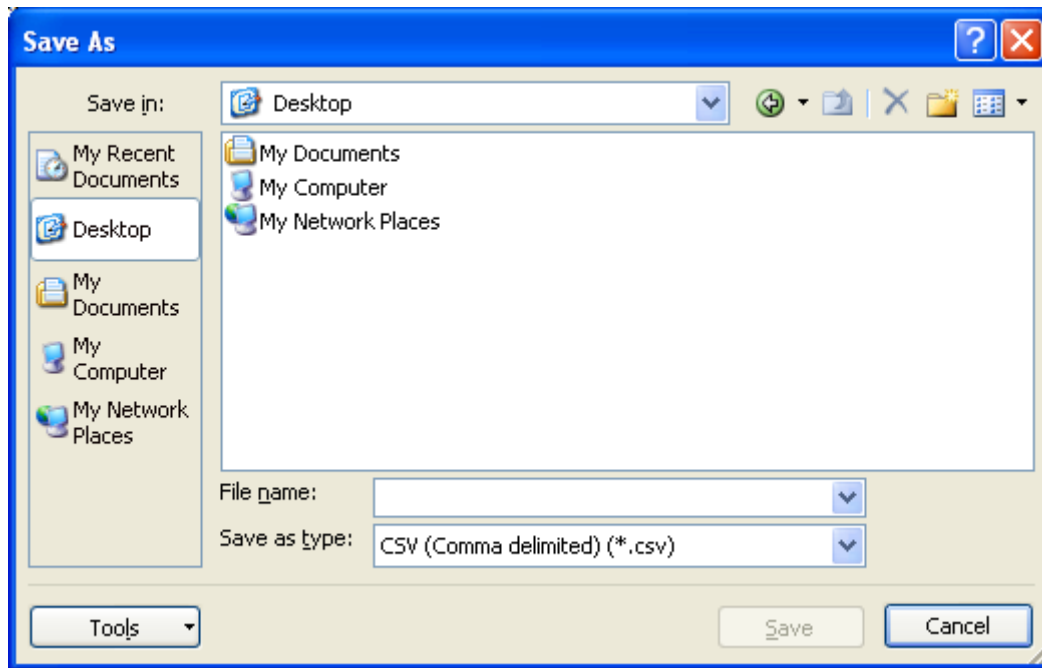 Save As
Save in:
Desktop
My Recent
Documents
Desktop
My
Documents
My
Computer
My Network
Places
My Documents
My Computer
My Network Places
File name:
Save as type:
CSV (Comma delimited) (*.csv)
Tools
Save
Cancel